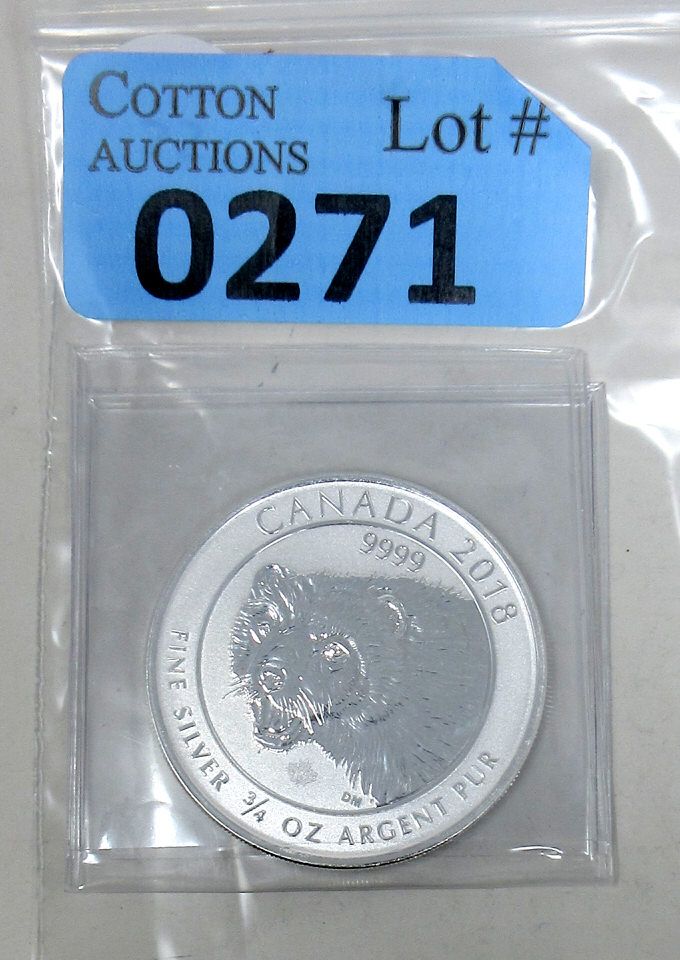 COTTON
AUCTIONS
Lot #
0271
CANADA 2018
9999
FINE SILVER 3/4 OZ ARGENT PUR
DM